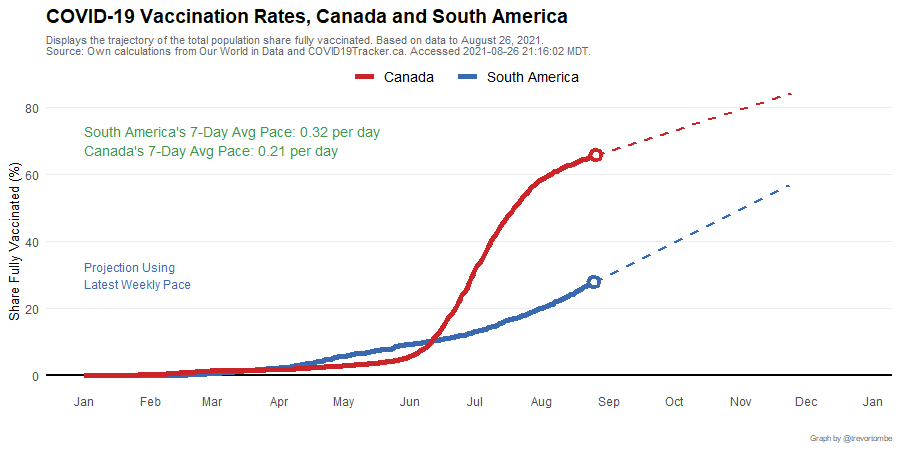 COVID-19 Vaccination Rates, Canada and South America
Displays the trajectory of the total population share fully vaccinated. Based on data to August 26, 2021.
Source: Own calculations from Our World in Data and COVID19Tracker.ca. Accessed 2021-08-26 21:16:02 MDT.
Canada
South America
80
South America's 7-Day Avg Pace: 0.32 per day
Canada's 7-Day Avg Pace: 0.21 per day
60
Share Fully Vaccinated (%)
40
Projection Using
Latest Weekly Pace
20
0
Jan Feb Mar Apr May Jun Jul Aug Sep Oct Nov Dec Jan
Graph by @trevortombe